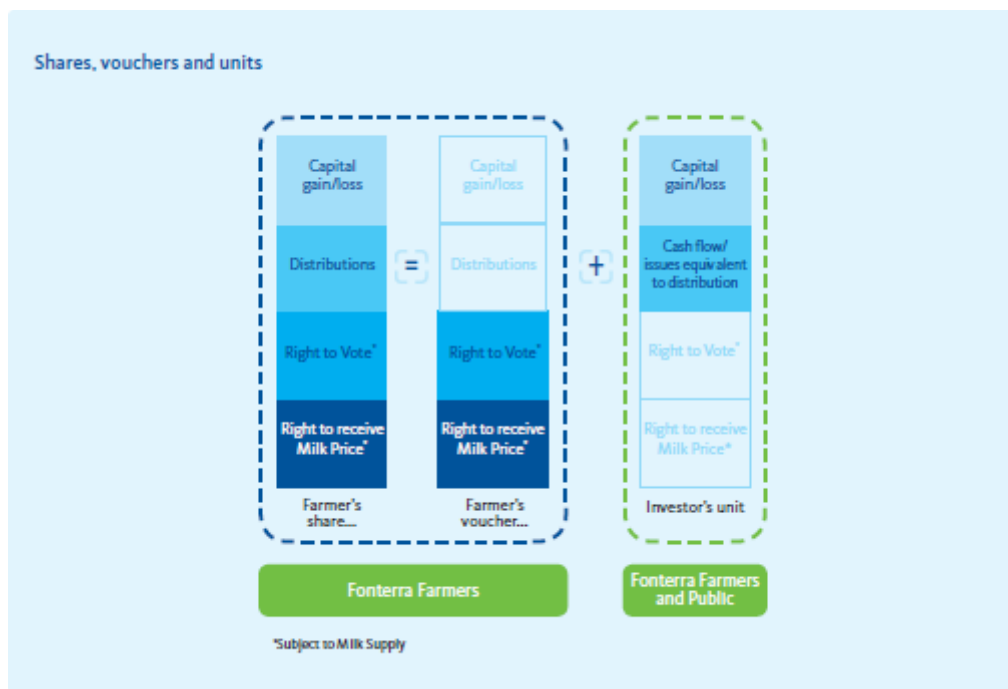 Shares, vouchers and units
Capital
gain/loss
Distributions
Right to Vote*
Right to receive
Milk Price*
Farmer's
share....
=
Capital
gain/loss
Distributions
Right to Vote*
Right to receive
Milk Price*
Farmer's
voucher...
+
Capital
gain/loss
Cash flow/
issues equivalent
to distribution
Right to Vote*
Right to receive
Milk Price*
Investor's unit
Fonterra Farmers
Fonterra Farmers
and Public
*Subject to Milk Supply